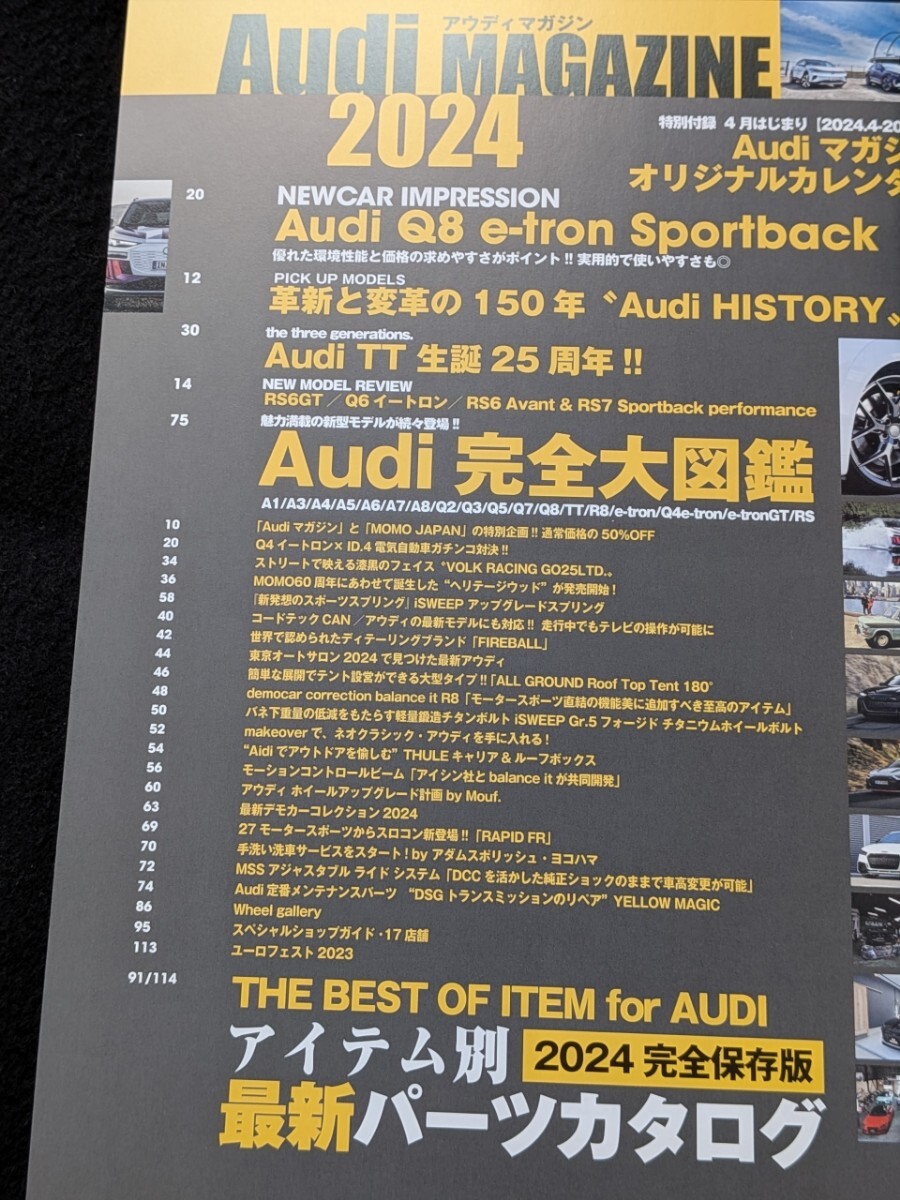 アウディマガジン
Audi MAGAZINE
2024
特別付録 4月はじまり【2024.4-20
Audi マガジ
オリジナルカレンダ
20
NEWCAR IMPRESSION
Audi Q8 e-tron Sportback
優れた環境性能と価格の求めやすさがポイント!! 実用的で使いやすさも◎
12
PICK UP MODELS
革新と変革の150年〝Audi HISTORY〟
30
the three generations.
Audi TT 生誕25周年!!
14
NEW MODEL REVIEW
RS6GT/Q6イートロン/RS6 Avant & RS7 Sportback performance
75
魅力満載の新型モデルが続々登場!!
Audi 完全大図鑑
A1/A3/A4/A5/A6/A7/A8/Q2/Q3/Q5/Q7/Q8/TT/R8/e-tron/Q4e-tron/e-tronGT/RS
10 「Audiマガジン」と「MOMO JAPAN」の特別企画!! 通常価格の50%OFF
20 Q4イートロン×ID.4電気自動車ガチンコ対決!!
34 ストリートで映える漆黒のフェイス〝VOLK RACING GO25LTD.〟
36 MOMO60周年にあわせて誕生した“ヘリテージウッド”が発売開始!
58 『新発想のスポーツスプリング』iSWEEP アップグレードスプリング
40 コードテックCAN/アウディの最新モデルにも対応!! 走行中でもテレビの操作が可能に
42 世界で認められたディテーリングブランド「FIREBALL」
44 東京オートサロン2024で見つけた最新アウディ
46 簡単な展開でテント設営ができる大型タイプ!!「ALL GROUND Roof Top Tent 180°
48 democar correction balance it R8「モータースポーツ直結の機能美に追加すべき至高のアイテム」
50 バネ下重量の低減をもたらす軽量鍛造チタンボルト iSWEEP Gr.5 フォージド チタニウムホイールボルト
52 makeoverで、ネオクラシック・アウディを手に入れる!
54 “Aidiでアウトドアを愉しむ” THULE キャリア&ルーフボックス
56 モーションコントロールビーム「アイシン社とbalance itが共同開発」
60 アウディ ホイールアップグレード計画 by Mouf.
63 最新デモカーコレクション2024
69 27モータースポーツからスロコン新登場!!「RAPID FR」
70 手洗い洗車サービスをスタート! by アダムスポリッシュ・ヨコハマ
72 MSSアジャスタブル ライド システム「DCCを活かした純正ショックのままで車高変更が可能」
74 Audi定番メンテナンスパーツ “DSGトランスミッションのリペア” YELLOW MAGIC
86 Wheel gallery
95 スペシャルショップガイド・17店舗
113 ユーロフェスト2023
91/114
THE BEST OF ITEM for AUDI
アイテム別
2024完全保存版
最新パーツカタログ